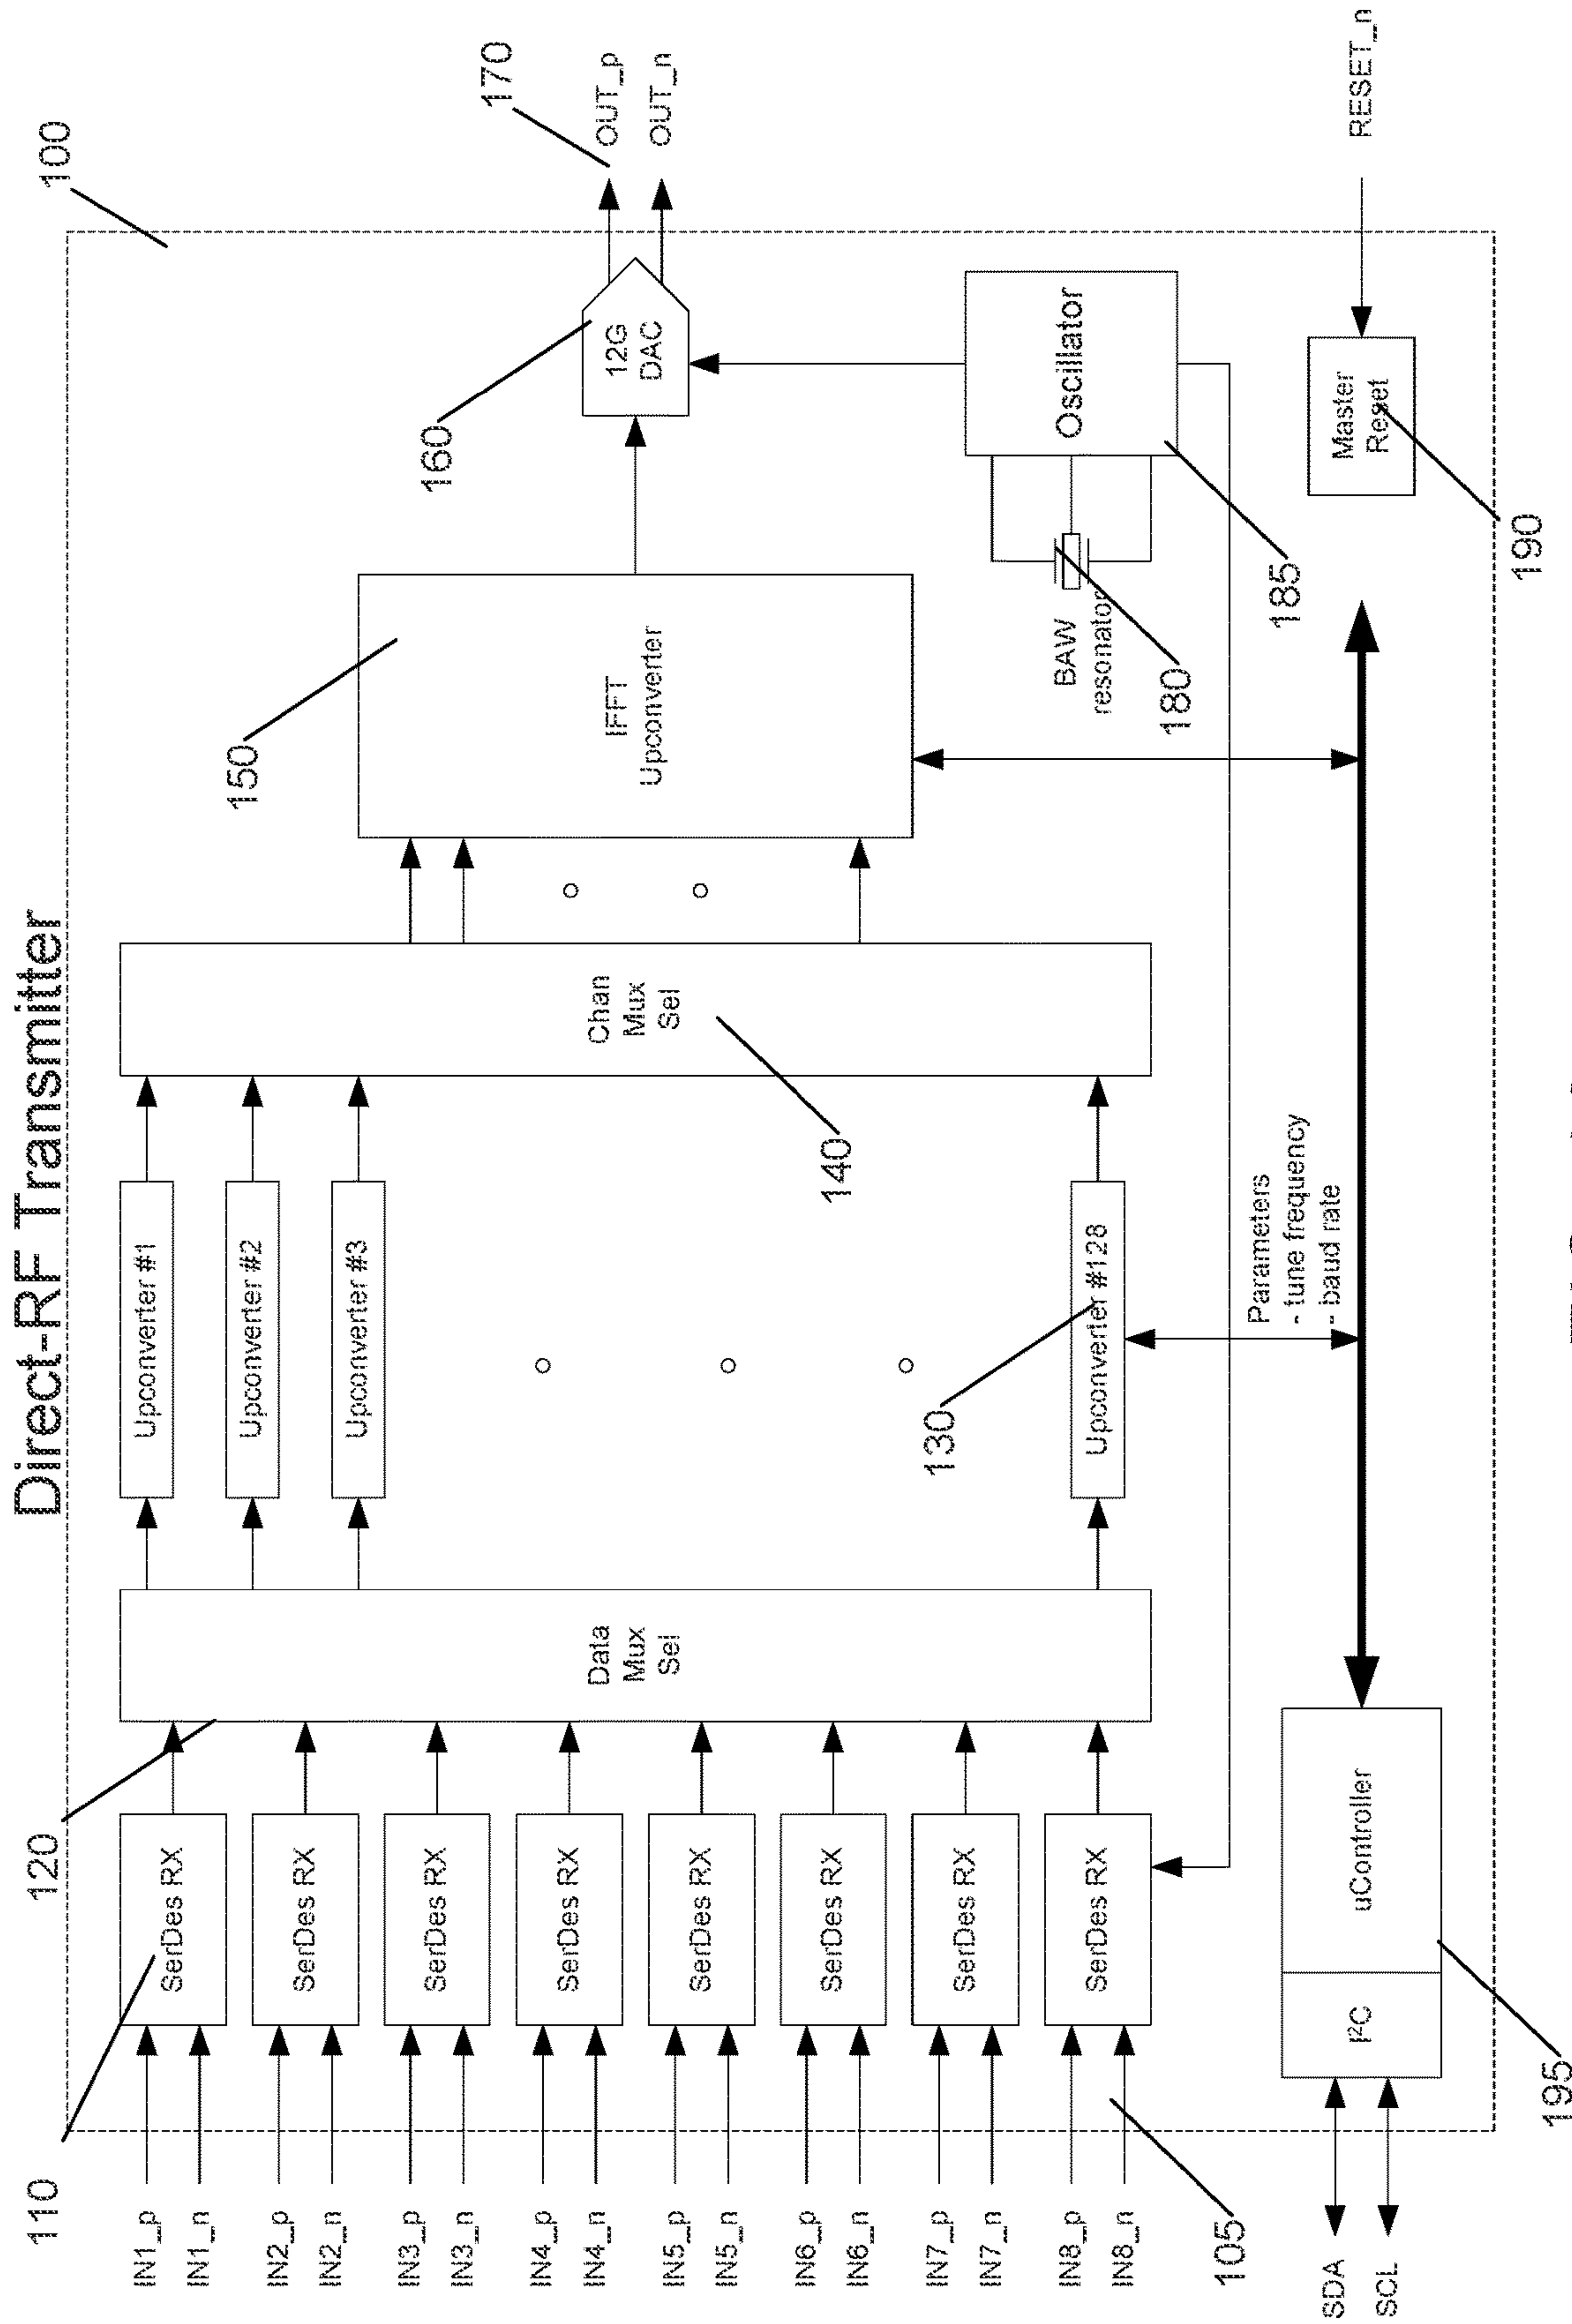 Direct-RF Transmitter
100
110
120
IN1_p
IN1_n
IN2_p
IN2_n
IN3_p
IN3_n
IN4_p
IN4_n
IN5_p
IN5_n
IN6_p
IN6_n
IN7_p
IN7_n
IN8_p
IN8_n
105
SerDes RX
SerDes RX
SerDes RX
SerDes RX
SerDes RX
SerDes RX
SerDes RX
SerDes RX
Data
Mux
Sel
Upconverter #1
Upconverter #2
Upconverter #3
Upconverter #128
130
Chan
Mux
Sel
140
150
IFFT
Upconverter
160
12G
DAC
170
OUT_p
OUT_n
BAW
resonator
180
Oscillator
185
Parameters
- tune frequency
- baud rate
SDA
SCL
I²C
uController
195
Master
Reset
190
RESET_n